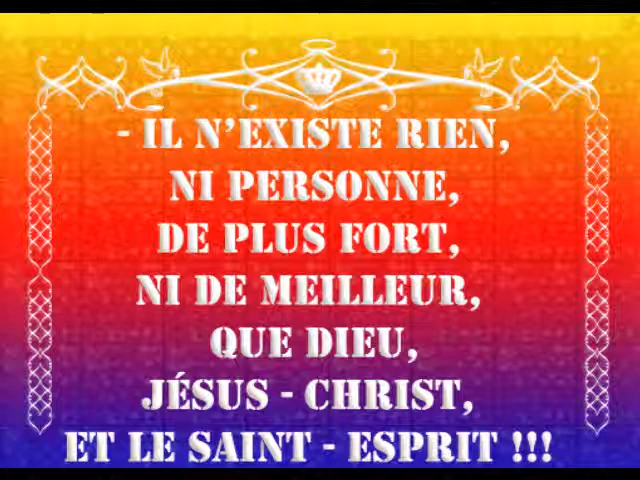 - IL N’EXISTE RIEN,
NI PERSONNE,
DE PLUS FORT,
NI DE MEILLEUR,
QUE DIEU,
JÉSUS - CHRIST,
ET LE SAINT - ESPRIT !!!